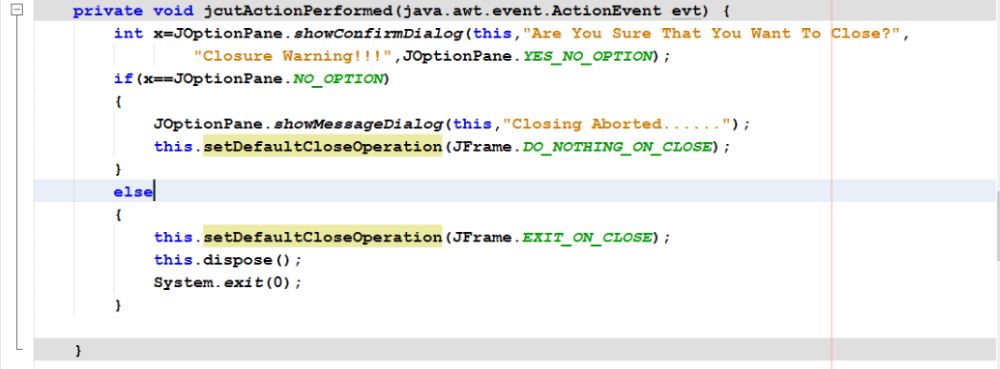 private void jcutActionPerformed(java.awt.event.ActionEvent evt) {
int x=JOptionPane.showConfirmDialog(this,"Are You Sure That You Want To Close?",
"Closure Warning!!!",JOptionPane.YES_NO_OPTION);
if(x==JOptionPane.NO_OPTION)
{
JOptionPane.showMessageDialog(this,"Closing Aborted......");
this.setDefaultCloseOperation(JFrame.DO_NOTHING_ON_CLOSE);
}
else
{
this.setDefaultCloseOperation(JFrame.EXIT_ON_CLOSE);
this.dispose();
System.exit(0);
}
}